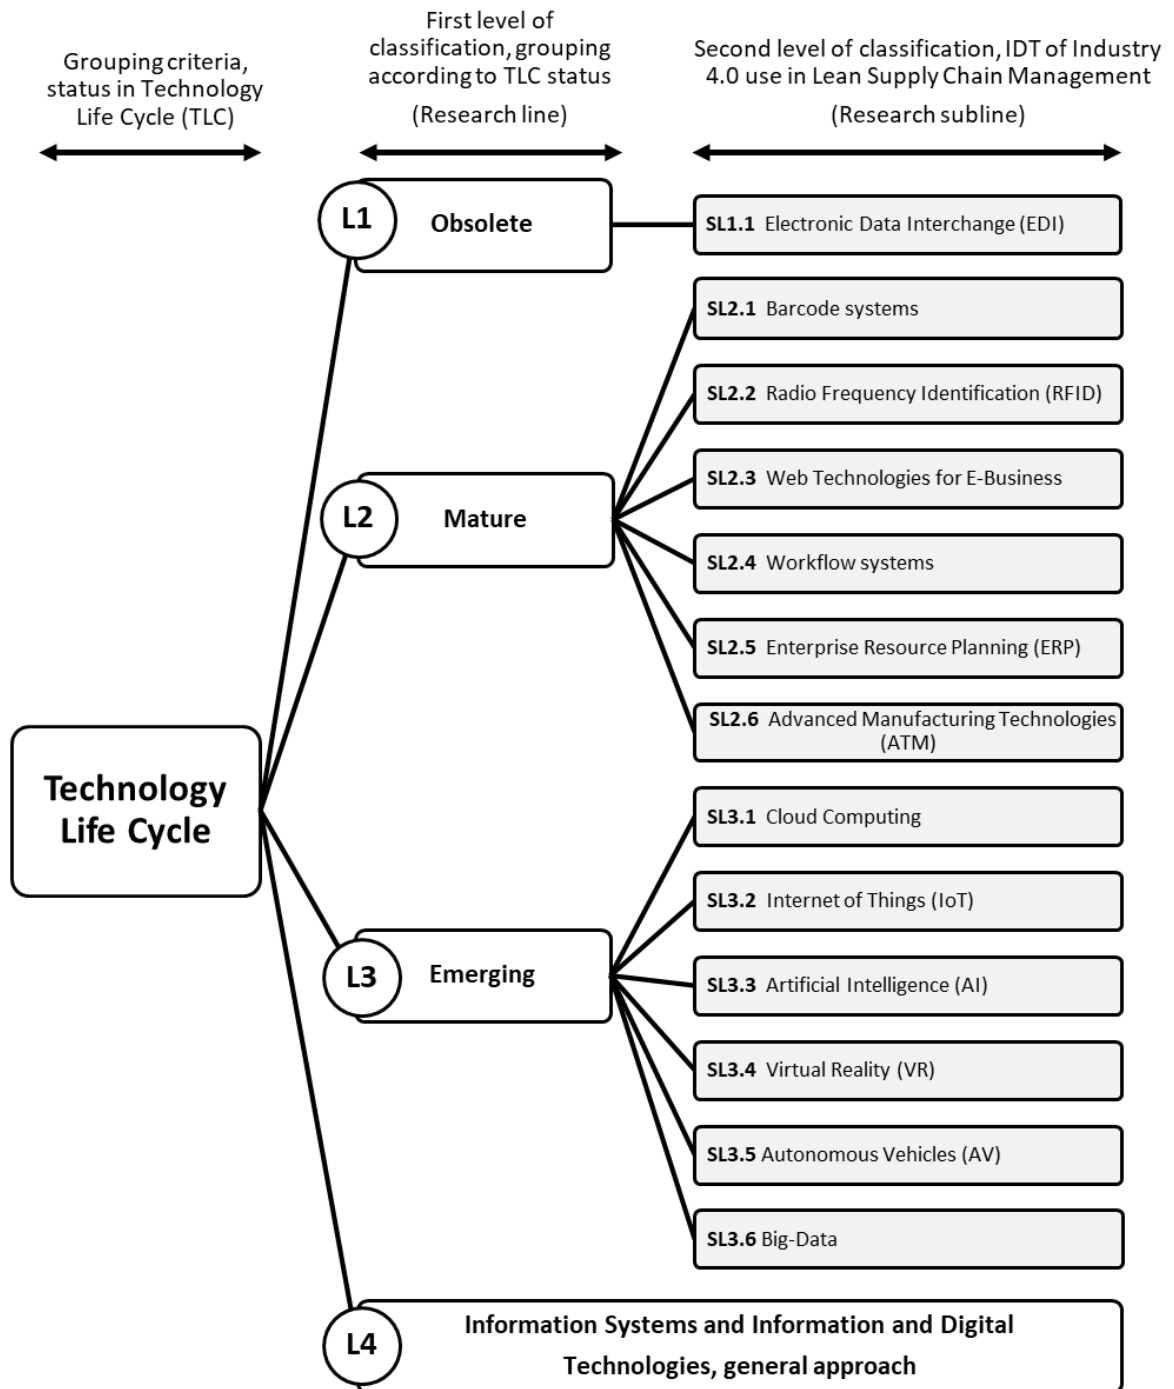 Grouping criteria,
status in Technology
Life Cycle (TLC)
First level of
classification, grouping
according to TLC status
(Research line)
Second level of classification, IDT of Industry
4.0 use in Lean Supply Chain Management
(Research subline)
L1
Obsolete
SL1.1 Electronic Data Interchange (EDI)
SL2.1 Barcode systems
SL2.2 Radio Frequency Identification (RFID)
SL2.3 Web Technologies for E-Business
L2
Mature
SL2.4 Workflow systems
SL2.5 Enterprise Resource Planning (ERP)
SL2.6 Advanced Manufacturing Technologies
(ATM)
Technology
Life Cycle
SL3.1 Cloud Computing
SL3.2 Internet of Things (IoT)
L3
Emerging
SL3.3 Artificial Intelligence (AI)
SL3.4 Virtual Reality (VR)
SL3.5 Autonomous Vehicles (AV)
SL3.6 Big-Data
L4
Information Systems and Information and Digital
Technologies, general approach